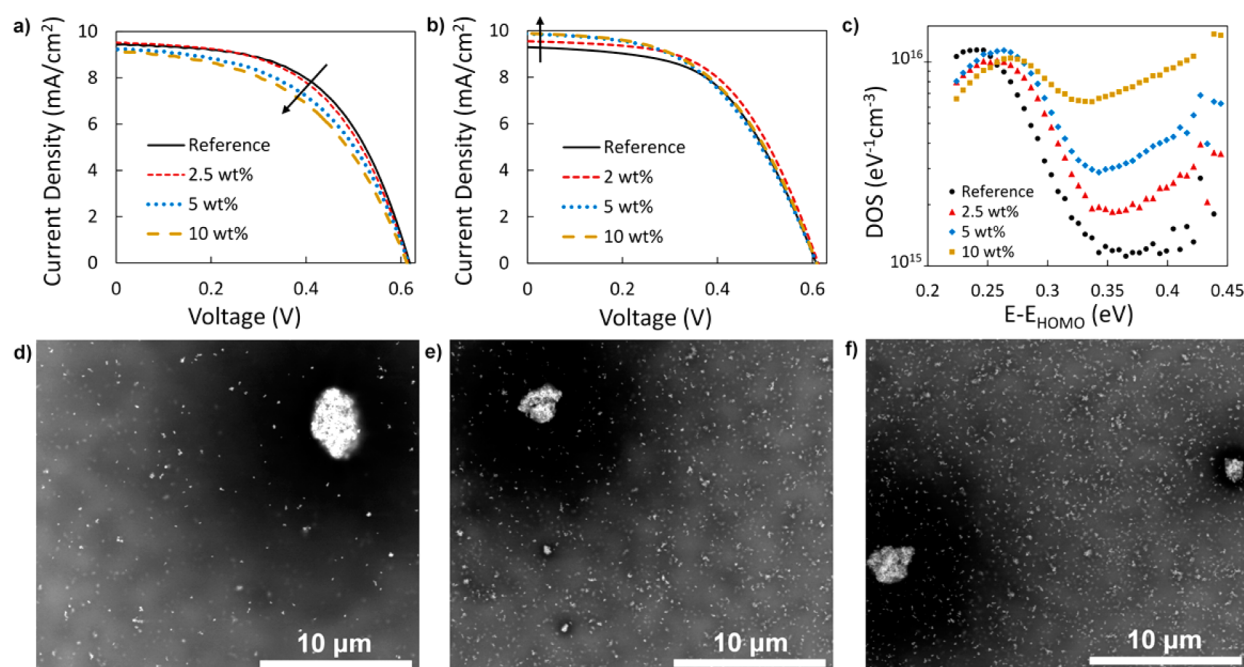 a)
Current Density (mA/cm²)
10
8
6
4
2
0
Reference
2.5 wt%
5 wt%
10 wt%
0
0.2
0.4
0.6
Voltage (V)
b)
Current Density (mA/cm²)
10
8
6
4
2
0
Reference
2 wt%
5 wt%
10 wt%
0
0.2
0.4
0.6
Voltage (V)
c)
DOS (eV⁻¹cm⁻³)
10¹⁶
10¹⁵
Reference
2.5 wt%
5 wt%
10 wt%
0.2
0.25
0.3
0.35
0.4
0.45
E-E_HOMO (eV)
d)
10 µm
e)
10 µm
f)
10 µm